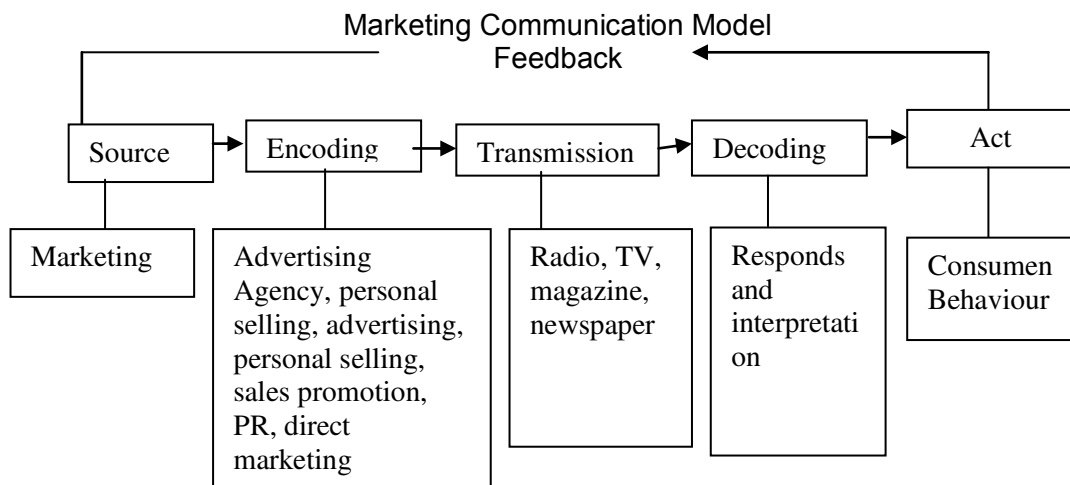 Marketing Communication Model
Feedback
Source
Encoding
Transmission
Decoding
Act
Marketing
Advertising
Agency, personal
selling, advertising,
personal selling,
sales promotion,
PR, direct
marketing
Radio, TV,
magazine,
newspaper
Responds
and
interpretati
on
Consumen
Behaviour